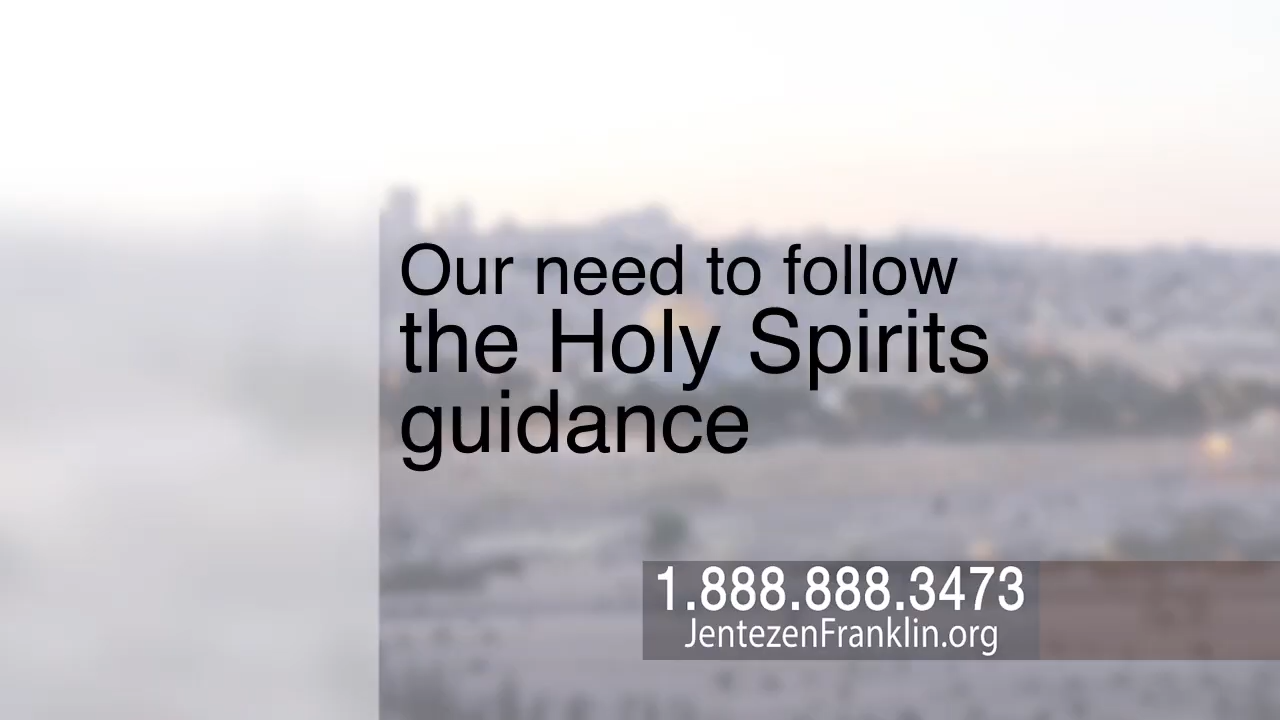 Our need to follow
the Holy Spirits
guidance
1.888.888.3473
JentezenFranklin.org